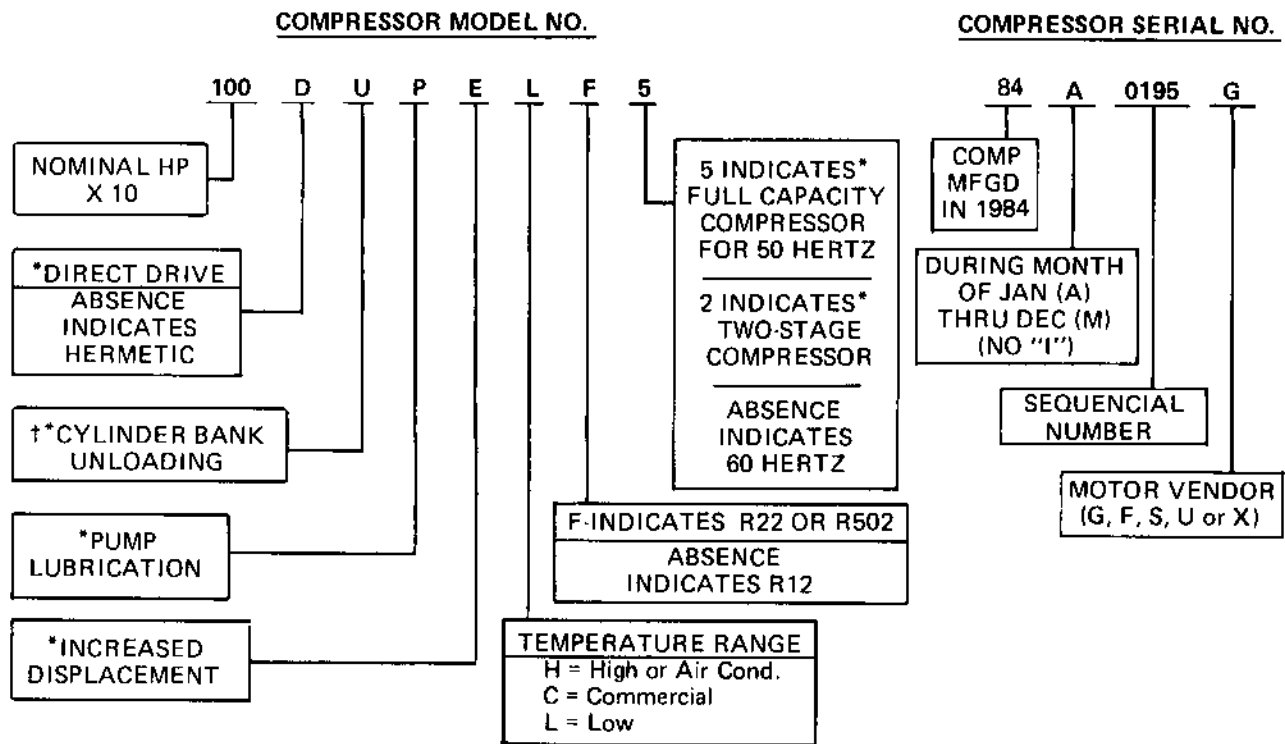 COMPRESSOR MODEL NO.
100 D U P E L F 5
NOMINAL HP
X 10
*DIRECT DRIVE
ABSENCE
INDICATES
HERMETIC
†*CYLINDER BANK
UNLOADING
*PUMP
LUBRICATION
*INCREASED
DISPLACEMENT
5 INDICATES*
FULL CAPACITY
COMPRESSOR
FOR 50 HERTZ
2 INDICATES*
TWO-STAGE
COMPRESSOR
ABSENCE
INDICATES
60 HERTZ
F-INDICATES R22 OR R502
ABSENCE
INDICATES R12
TEMPERATURE RANGE
H = High or Air Cond.
C = Commercial
L = Low
COMPRESSOR SERIAL NO.
84 A 0195 G
COMP
MFGD
IN 1984
DURING MONTH
OF JAN (A)
THRU DEC (M)
(NO "I")
SEQUENCIAL
NUMBER
MOTOR VENDOR
(G, F, S, U or X)